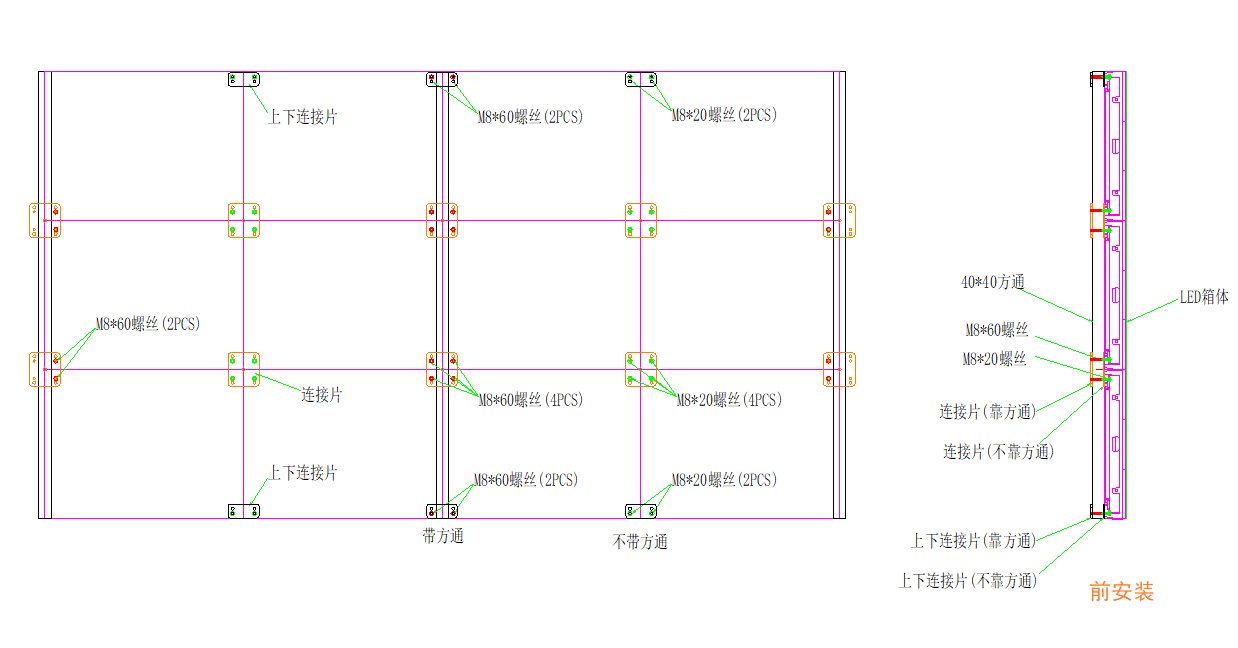 上下连接片
M8*60螺丝(2PCS)
M8*20螺丝(2PCS)
M8*60螺丝(2PCS)
连接片
M8*60螺丝(4PCS)
M8*20螺丝(4PCS)
上下连接片
M8*60螺丝(2PCS)
M8*20螺丝(2PCS)
带方通
不带方通
40*40方通
LED箱体
M8*60螺丝
M8*20螺丝
连接片(靠方通)
连接片(不靠方通)
上下连接片(靠方通)
上下连接片(不靠方通)
前安装